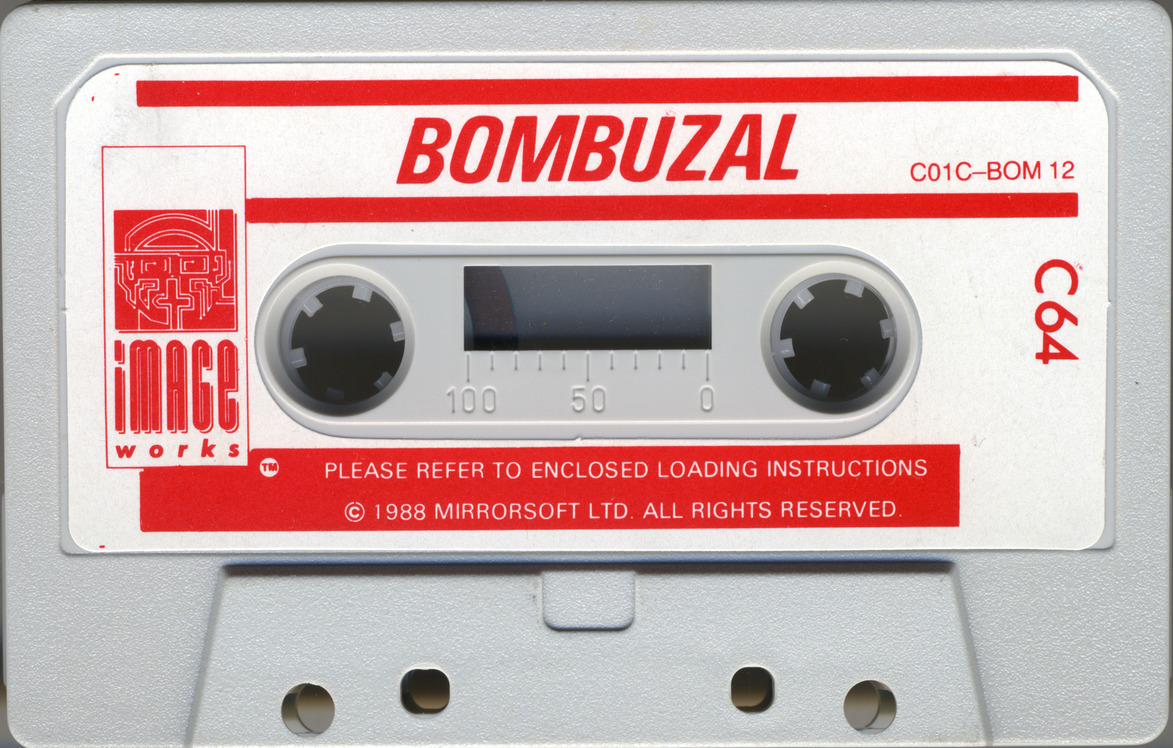 BOMBUZAL
C01C–BOM 12
C64
iMAGE
works
TM
100 50 0
PLEASE REFER TO ENCLOSED LOADING INSTRUCTIONS
© 1988 MIRRORSOFT LTD. ALL RIGHTS RESERVED.